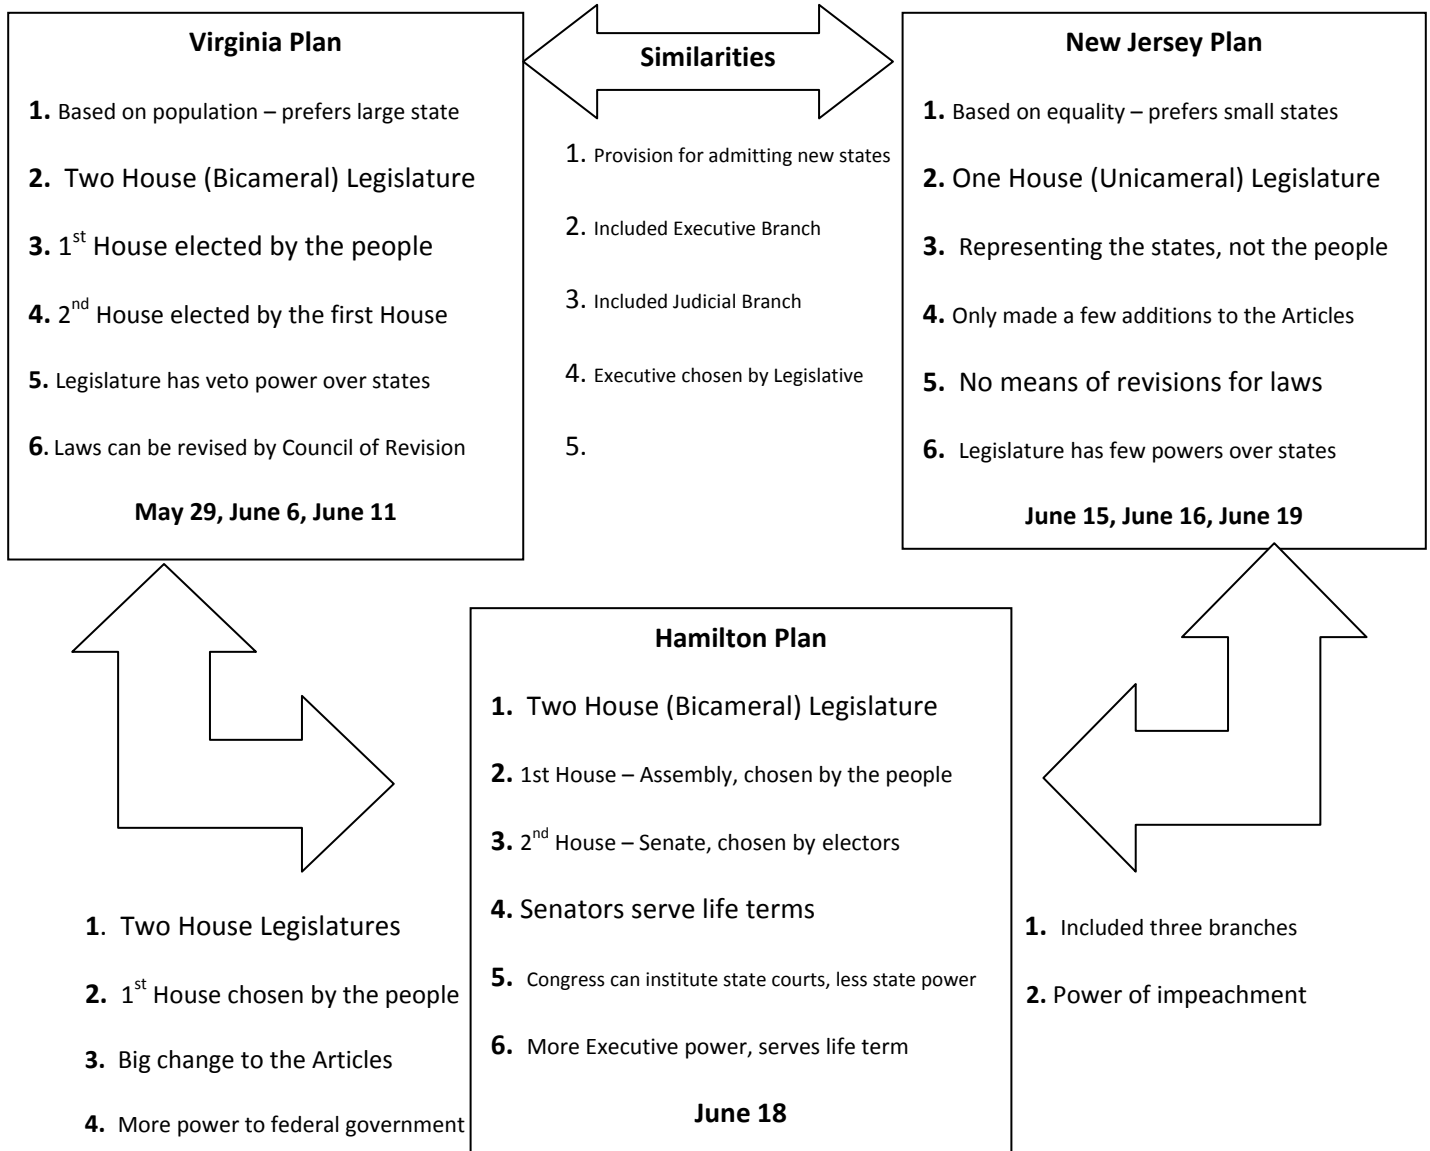 Virginia Plan
1. Based on population – prefers large state
2. Two House (Bicameral) Legislature
3. 1st House elected by the people
4. 2nd House elected by the first House
5. Legislature has veto power over states
6. Laws can be revised by Council of Revision
May 29, June 6, June 11
Similarities
1. Provision for admitting new states
2. Included Executive Branch
3. Included Judicial Branch
4. Executive chosen by Legislative
5.
New Jersey Plan
1. Based on equality – prefers small states
2. One House (Unicameral) Legislature
3. Representing the states, not the people
4. Only made a few additions to the Articles
5. No means of revisions for laws
6. Legislature has few powers over states
June 15, June 16, June 19
1. Two House Legislatures
2. 1st House chosen by the people
3. Big change to the Articles
4. More power to federal government
Hamilton Plan
1. Two House (Bicameral) Legislature
2. 1st House – Assembly, chosen by the people
3. 2nd House – Senate, chosen by electors
4. Senators serve life terms
5. Congress can institute state courts, less state power
6. More Executive power, serves life term
June 18
1. Included three branches
2. Power of impeachment